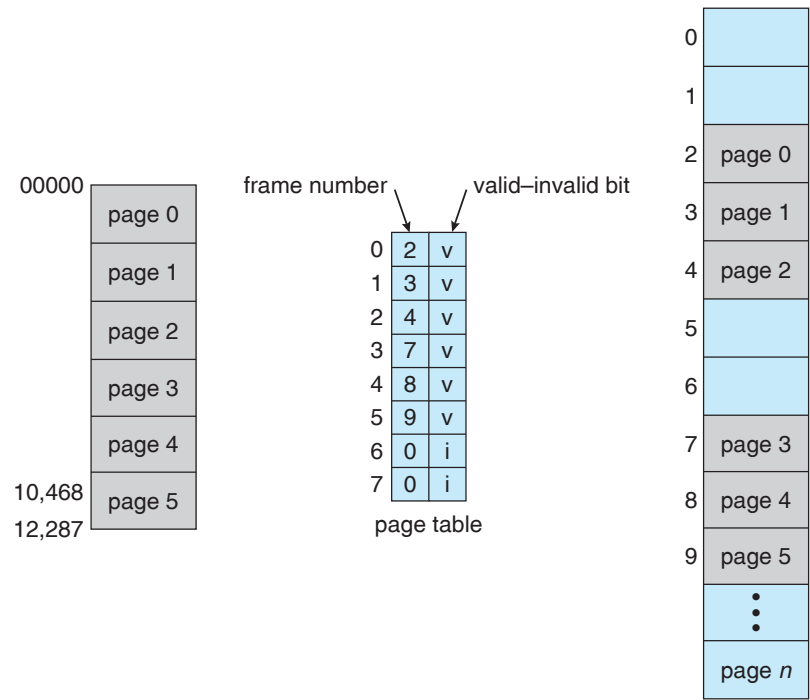 00000
page 0
page 1
page 2
page 3
page 4
10,468
page 5
12,287
frame number
valid–invalid bit
0 2 v
1 3 v
2 4 v
3 7 v
4 8 v
5 9 v
6 0 i
7 0 i
page table
0
1
2 page 0
3 page 1
4 page 2
5
6
7 page 3
8 page 4
9 page 5
page n